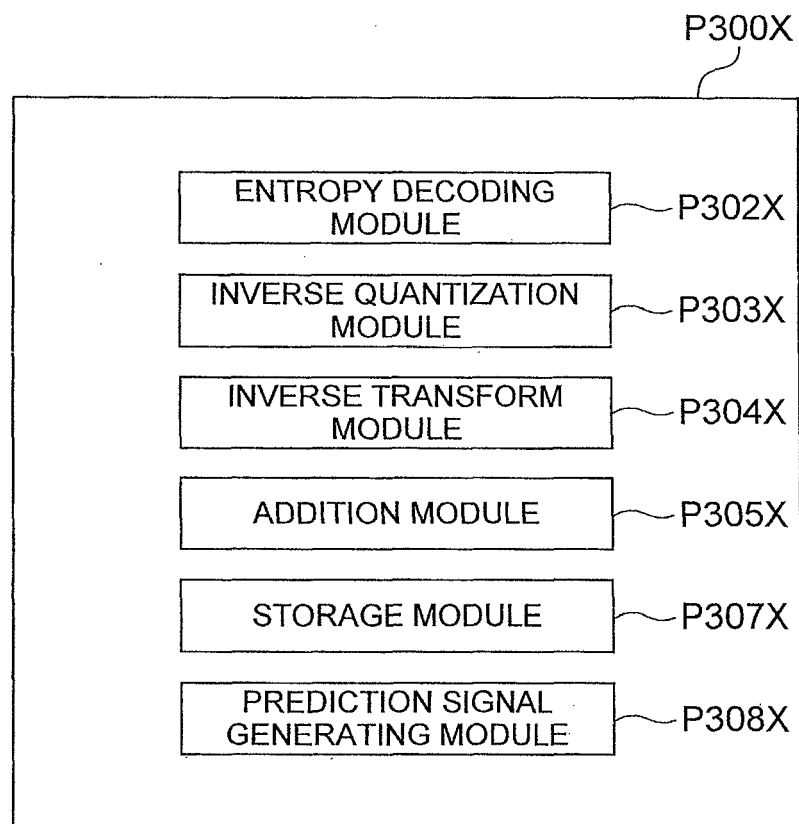 P300X
ENTROPY DECODING
MODULE
P302X
INVERSE QUANTIZATION
MODULE
P303X
INVERSE TRANSFORM
MODULE
P304X
ADDITION MODULE
P305X
STORAGE MODULE
P307X
PREDICTION SIGNAL
GENERATING MODULE
P308X